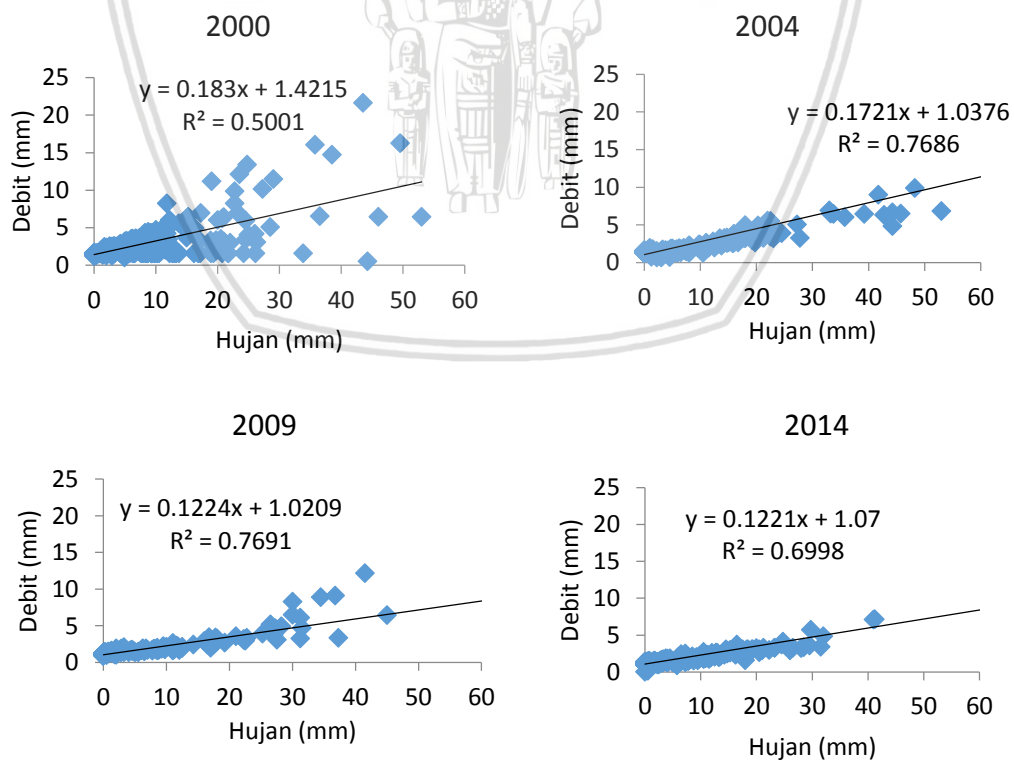 2000
y = 0.183x + 1.4215
R² = 0.5001
25
20
15
10
5
0
Debit (mm)
0 10 20 30 40 50 60
Hujan (mm)
2004
y = 0.1721x + 1.0376
R² = 0.7686
25
20
15
10
5
0
Debit (mm)
0 10 20 30 40 50 60
Hujan (mm)
2009
y = 0.1224x + 1.0209
R² = 0.7691
25
20
15
10
5
0
Debit (mm)
0 10 20 30 40 50 60
Hujan (mm)
2014
y = 0.1221x + 1.07
R² = 0.6998
25
20
15
10
5
0
Debit (mm)
0 10 20 30 40 50 60
Hujan (mm)